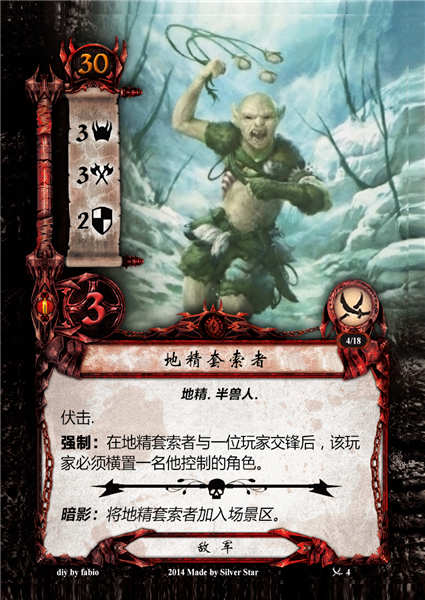 30
3
3
2
3
4/18
地精套索者
地精. 半兽人.
伏击.
强制：在地精套索者与一位玩家交锋后，该玩
家必须横置一名他控制的角色。
暗影：将地精套索者加入场景区。
敌 军
diy by fabio 2014 Made by Silver Star 4